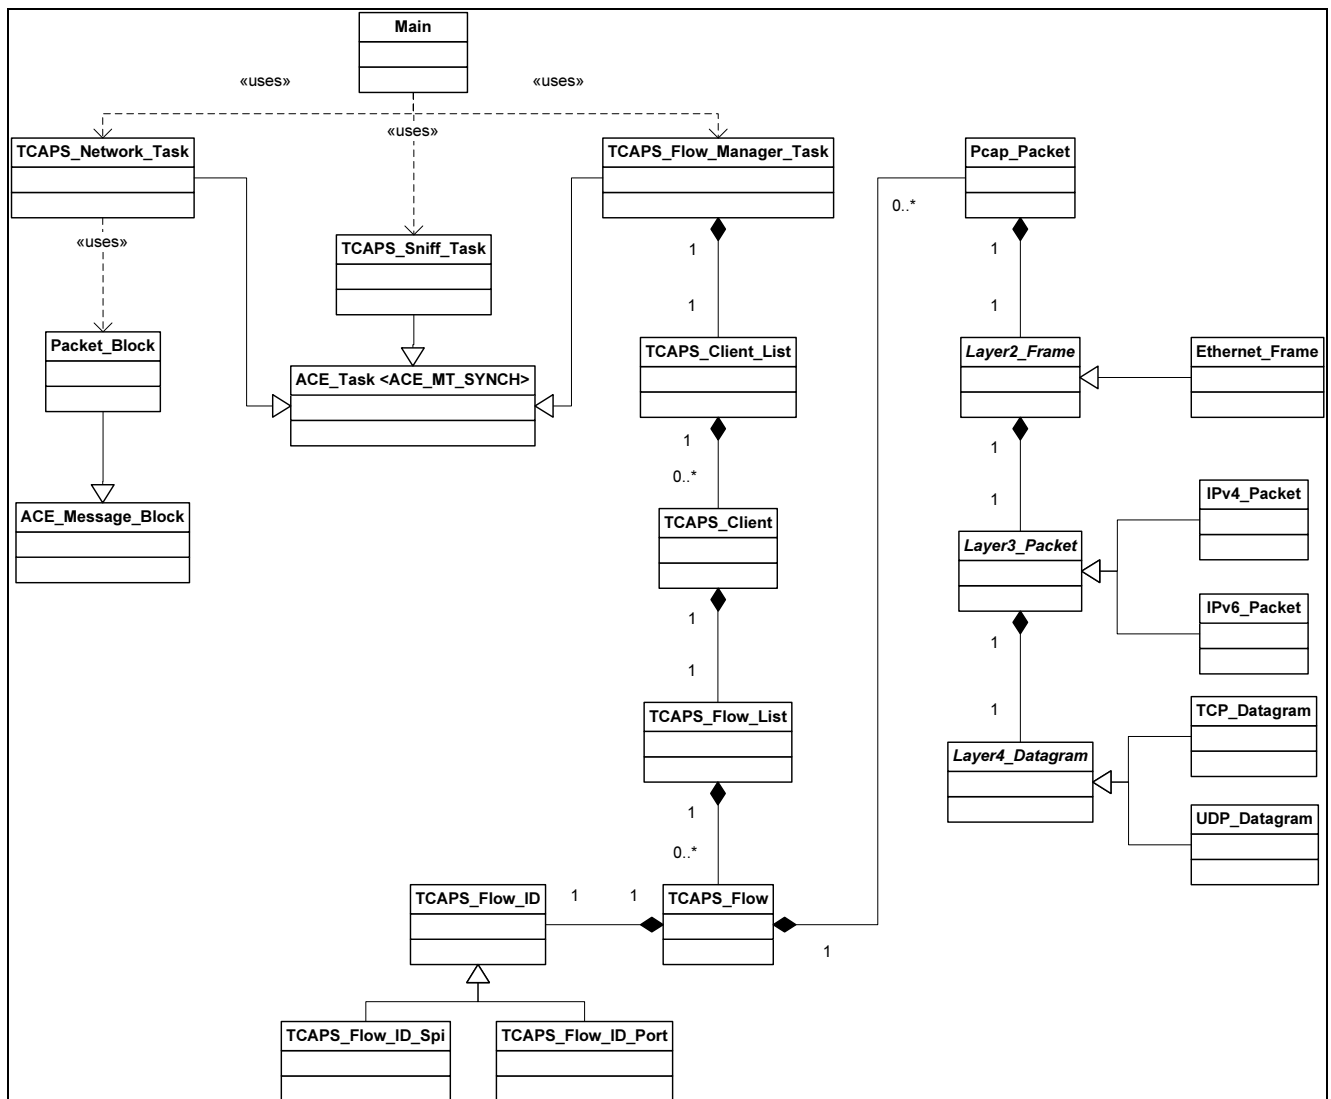 Main
«uses»
«uses»
«uses»
TCAPS_Network_Task
TCAPS_Flow_Manager_Task
Pcap_Packet
0..*
«uses»
TCAPS_Sniff_Task
1
1
1
1
Packet_Block
TCAPS_Client_List
Layer2_Frame
Ethernet_Frame
ACE_Task <ACE_MT_SYNCH>
1
0..*
1
1
ACE_Message_Block
TCAPS_Client
IPv4_Packet
Layer3_Packet
IPv6_Packet
1
1
1
1
TCAPS_Flow_List
TCP_Datagram
Layer4_Datagram
UDP_Datagram
1
0..*
TCAPS_Flow_ID
1
1
TCAPS_Flow
1
TCAPS_Flow_ID_Spi
TCAPS_Flow_ID_Port